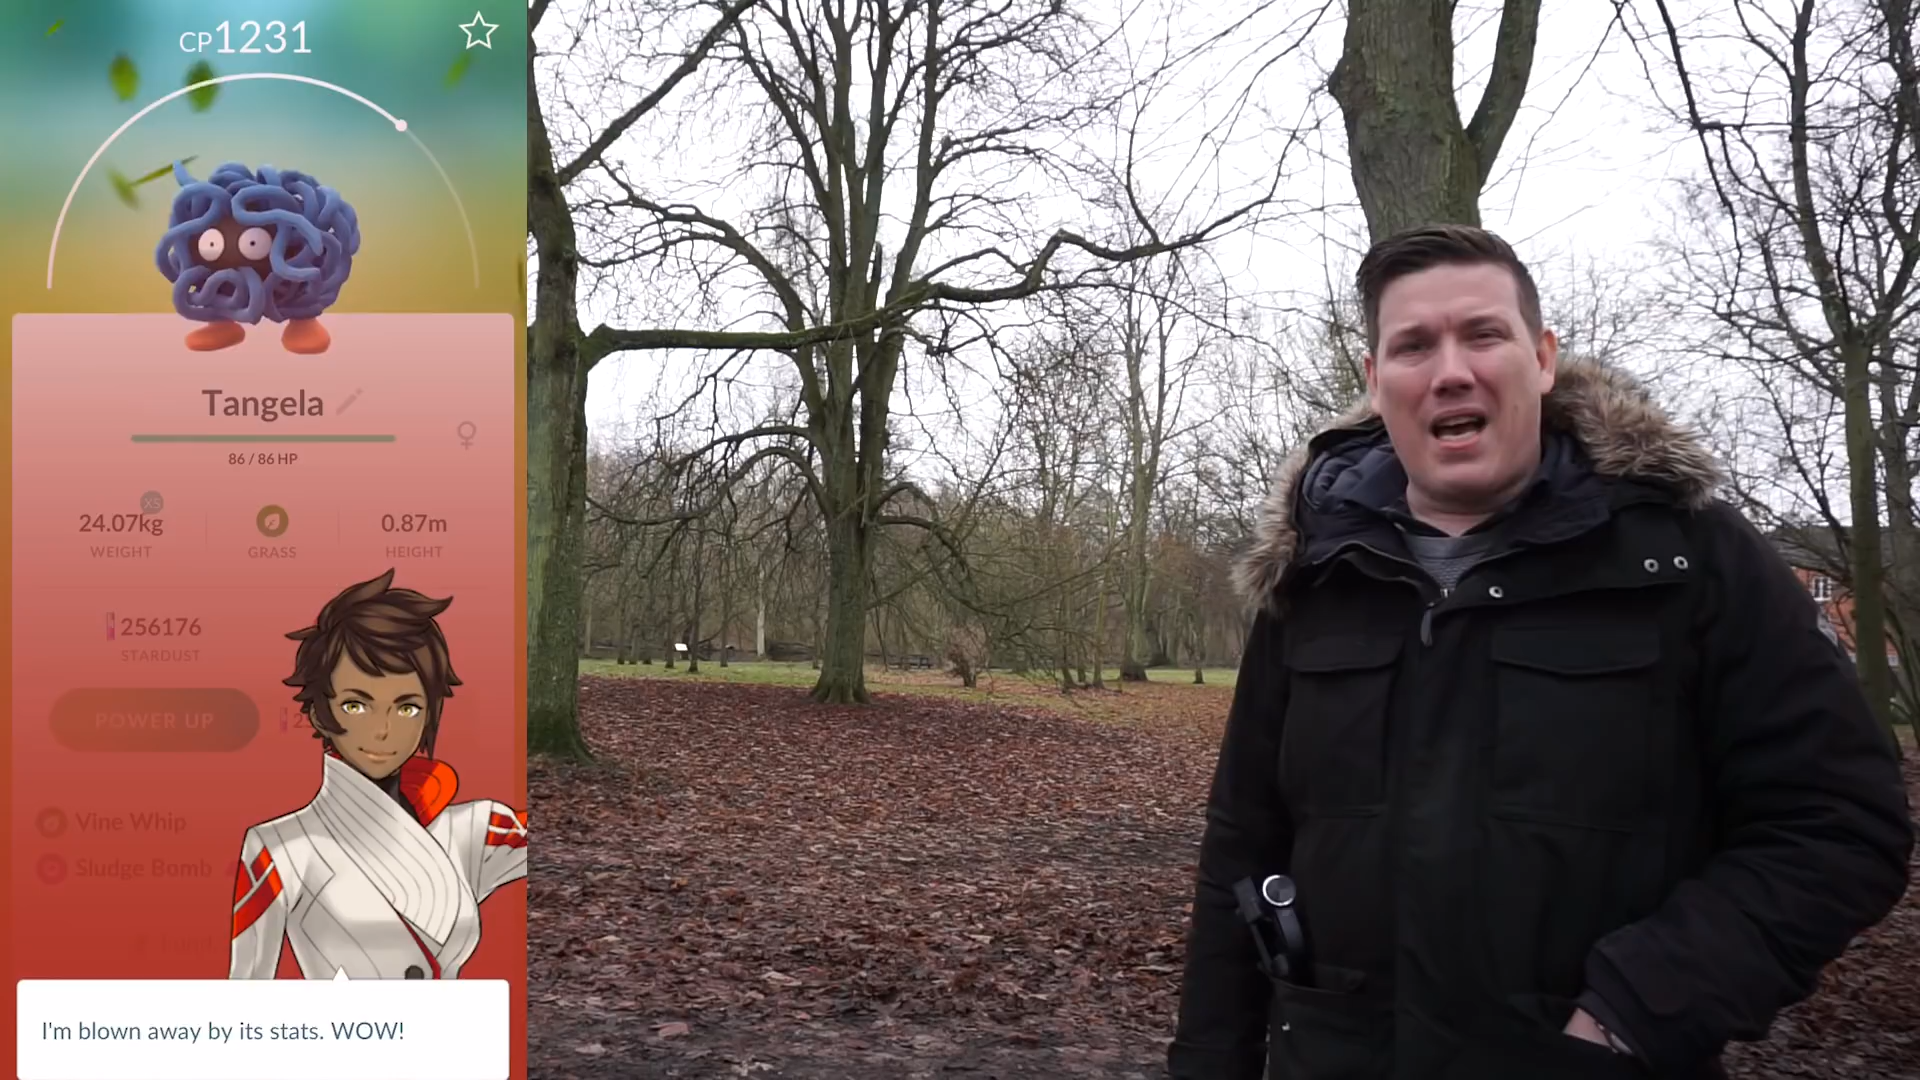 CP1231
Tangela
86 / 86 HP
XS
24.07kg
0.87m
WEIGHT
GRASS
HEIGHT
256176
STARDUST
POWER UP
Vine Whip
Sludge Bomb
I'm blown away by its stats. WOW!